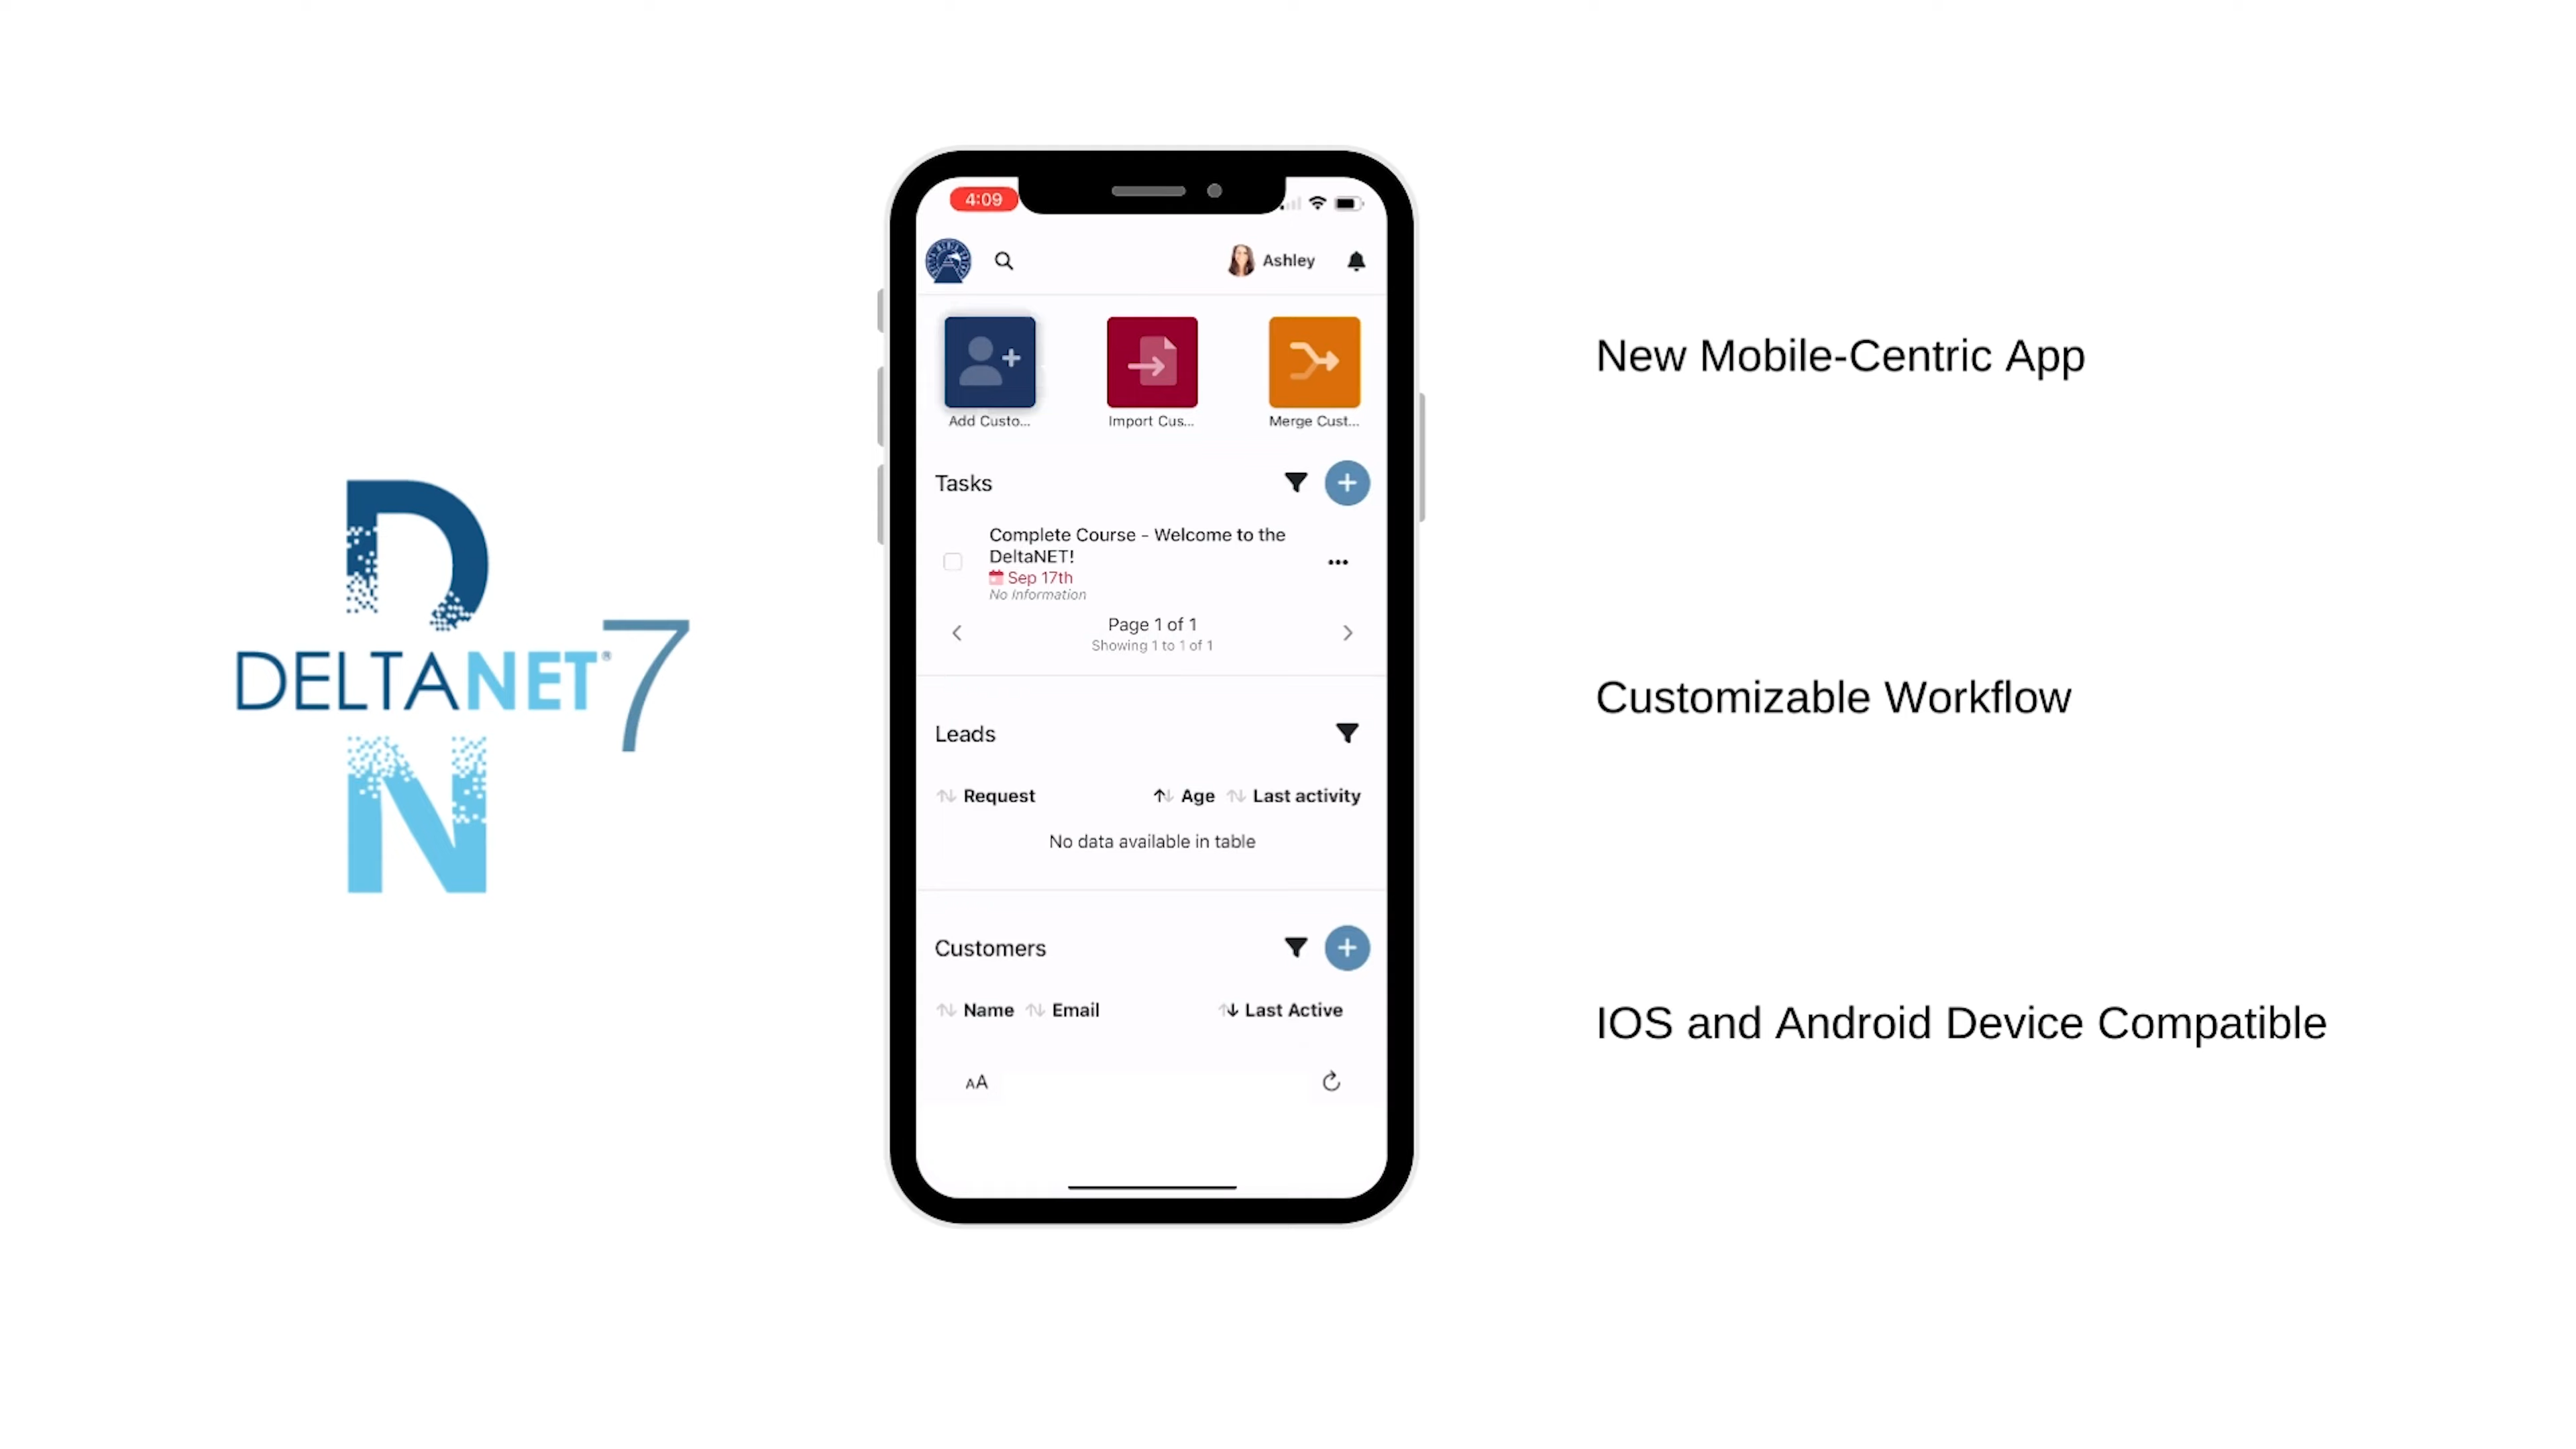 D
DELTANET® 7
N
4:09
Ashley
Add Custo...
Import Cus...
Merge Cust...
Tasks
Complete Course - Welcome to the
DeltaNET!
Sep 17th
No Information
Page 1 of 1
Showing 1 to 1 of 1
Leads
Request
Age
Last activity
No data available in table
Customers
Name
Email
Last Active
AA
New Mobile-Centric App
Customizable Workflow
IOS and Android Device Compatible